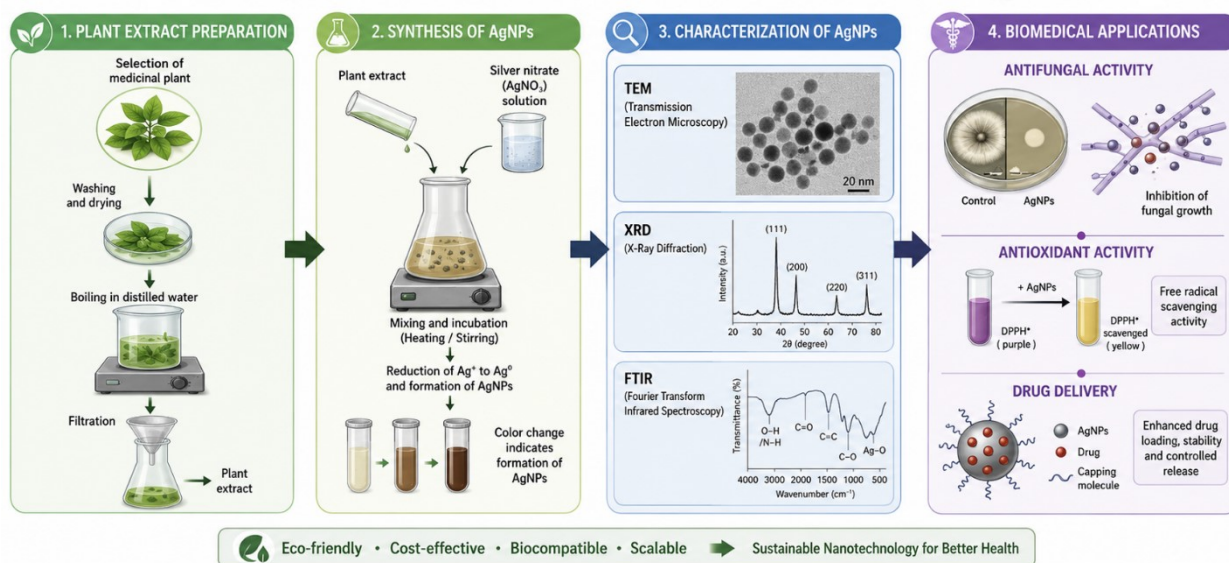 1. PLANT EXTRACT PREPARATION
Selection of
medicinal plant
Washing
and drying
Boiling in distilled water
Filtration
Plant
extract
2. SYNTHESIS OF AgNPs
Plant extract
Silver nitrate
(AgNO₃)
solution
Mixing and incubation
(Heating / Stirring)
Reduction of Ag⁺ to Ag⁰
and formation of AgNPs
Color change
indicates
formation of
AgNPs
3. CHARACTERIZATION OF AgNPs
TEM
(Transmission
Electron Microscopy)
20 nm
XRD
(X-Ray Diffraction)
Intensity (a.u.)
(111)
(200)
(220)
(311)
20 30 40 50 60 70 80
2θ (degree)
FTIR
(Fourier Transform
Infrared Spectroscopy)
Transmittance (%)
O–H
/N–H
C=O
C=C
C–O
Ag–O
4000 3000 2000 1500 1000 500
Wavenumber (cm⁻¹)
4. BIOMEDICAL APPLICATIONS
ANTIFUNGAL ACTIVITY
Control
AgNPs
Inhibition of
fungal growth
ANTIOXIDANT ACTIVITY
+ AgNPs
DPPH•
(purple)
DPPH•
scavenged
(yellow)
Free radical
scavenging
activity
DRUG DELIVERY
AgNPs
Drug
Capping
molecule
Enhanced drug
loading, stability
and controlled
release
Eco-friendly • Cost-effective • Biocompatible • Scalable Sustainable Nanotechnology for Better Health